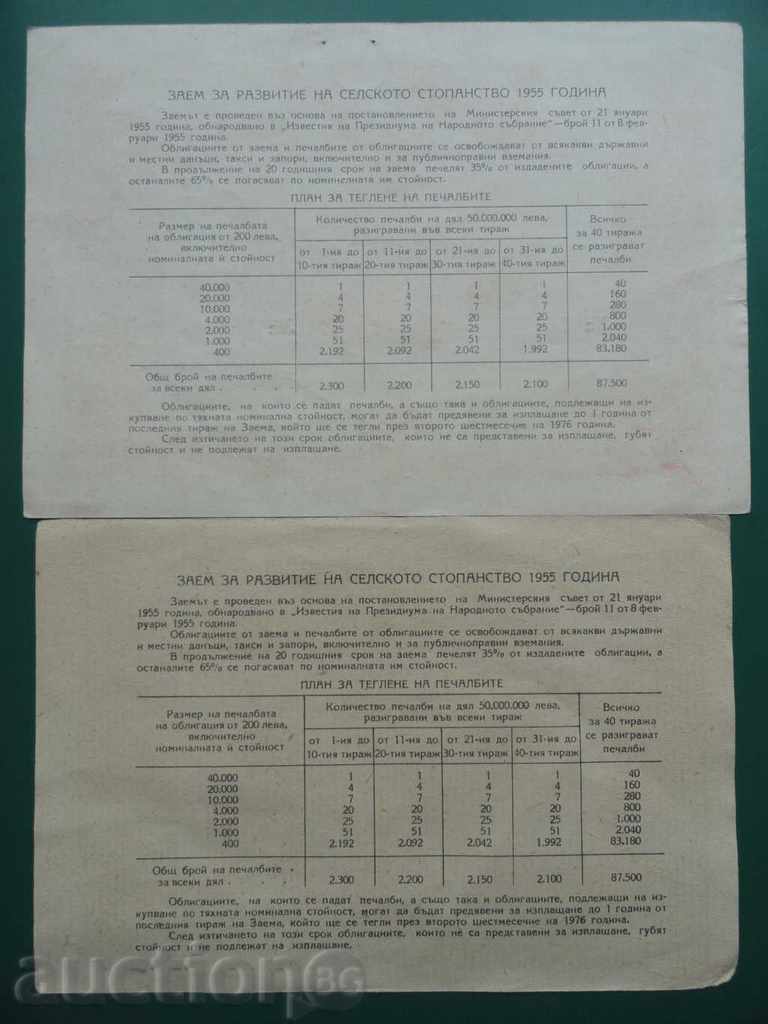 ЗАЕМ ЗА РАЗВИТИЕ НА СЕЛСКОТО СТОПАНСТВО 1955 ГОДИНА
Заемът е проведен въз основа на постановлението на Министерския съвет от 21 януари
1955 година, обнародвано в „Известия на Президиума на Народното събрание“—брой 11 от 8 фев-
руари 1955 година.
Облигациите от заема и печалбите от облигациите се освобождават от всякакви държавни
и местни данъци, такси и запори, включително и за публичноправни вземания.
В продължение на 20 годишния срок на заема печелят 35% от издадените облигации, а
останалите 65% се погасяват по номиналната им стойност.
ПЛАН ЗА ТЕГЛЕНЕ НА ПЕЧАЛБИТЕ
Размер на печалбата на облигация от 200 лева, включително номиналната ѝ стойност
Количество печалби на дял 50.000.000 лева, разигравани във всеки тираж
Всичко за 40 тиража се разиграват печалби
от 1-ия до 10-тия тираж
от 11-ия до 20-тия тираж
от 21-ия до 30-тия тираж
от 31-ия до 40-тия тираж
40.000 1 1 1 1 40
20.000 4 4 4 4 160
10.000 7 7 7 7 280
4.000 20 20 20 20 800
2.000 25 25 25 25 1.000
1.000 51 51 51 51 2.040
400 2.192 2.092 2.042 1.992 83.180
Общ брой на печалбите
за всеки дял . . . . 2.300 2.200 2.150 2.100 87.500
Облигациите, на които се падат печалби, а също така и облигациите, подлежащи на из-
купване по тяхната номинална стойност, могат да бъдат предявени за изплащане до 1 година от
последния тираж на Заема, който ще се тегли през второто шестмесечие на 1976 година.
След изтичането на този срок облигациите, които не са представени за изплащане, губят
стойност и не подлежат на изплащане.
ЗАЕМ ЗА РАЗВИТИЕ НА СЕЛСКОТО СТОПАНСТВО 1955 ГОДИНА
Заемът е проведен въз основа на постановлението на Министерския съвет от 21 януари
1955 година, обнародвано в „Известия на Президиума на Народното събрание“—брой 11 от 8 фев-
руари 1955 година.
Облигациите от заема и печалбите от облигациите се освобождават от всякакви държавни
и местни данъци, такси и запори, включително и за публичноправни вземания.
В продължение на 20 годишния срок на заема печелят 35% от издадените облигации, а
останалите 65% се погасяват по номиналната им стойност.
ПЛАН ЗА ТЕГЛЕНЕ НА ПЕЧАЛБИТЕ
Размер на печалбата на облигация от 200 лева, включително номиналната ѝ стойност
Количество печалби на дял 50.000.000 лева, разигравани във всеки тираж
Всичко за 40 тиража се разиграват печалби
от 1-ия до 10-тия тираж
от 11-ия до 20-тия тираж
от 21-ия до 30-тия тираж
от 31-ия до 40-тия тираж
40.000 1 1 1 1 40
20.000 4 4 4 4 160
10.000 7 7 7 7 280
4.000 20 20 20 20 800
2.000 25 25 25 25 1.000
1.000 51 51 51 51 2.040
400 2.192 2.092 2.042 1.992 83.180
Общ брой на печалбите
за всеки дял . . . . 2.300 2.200 2.150 2.100 87.500
Облигациите, на които се падат печалби, а също така и облигациите, подлежащи на из-
купване по тяхната номинална стойност, могат да бъдат предявени за изплащане до 1 година от
последния тираж на Заема, който ще се тегли през второто шестмесечие на 1976 година.
След изтичането на този срок облигациите, които не са представени за изплащане, губят
стойност и не подлежат на изплащане.
auctionBG